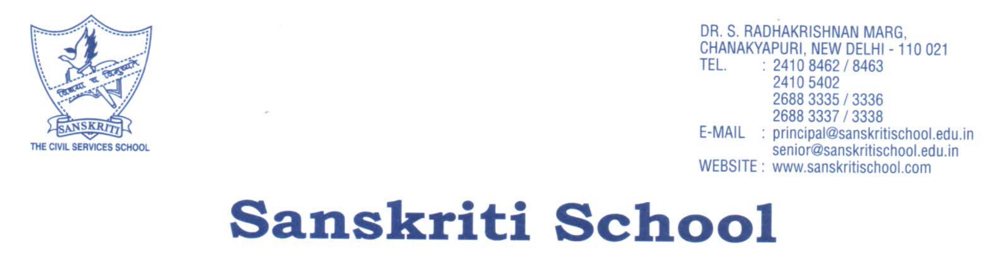 विद्यया च विमुच्यते
SANSKRITI
THE CIVIL SERVICES SCHOOL
DR. S. RADHAKRISHNAN MARG,
CHANAKYAPURI, NEW DELHI - 110 021
TEL. : 2410 8462 / 8463
2410 5402
2688 3335 / 3336
2688 3337 / 3338
E-MAIL : principal@sanskritischool.edu.in
senior@sanskritischool.edu.in
WEBSITE : www.sanskritischool.com
Sanskriti School